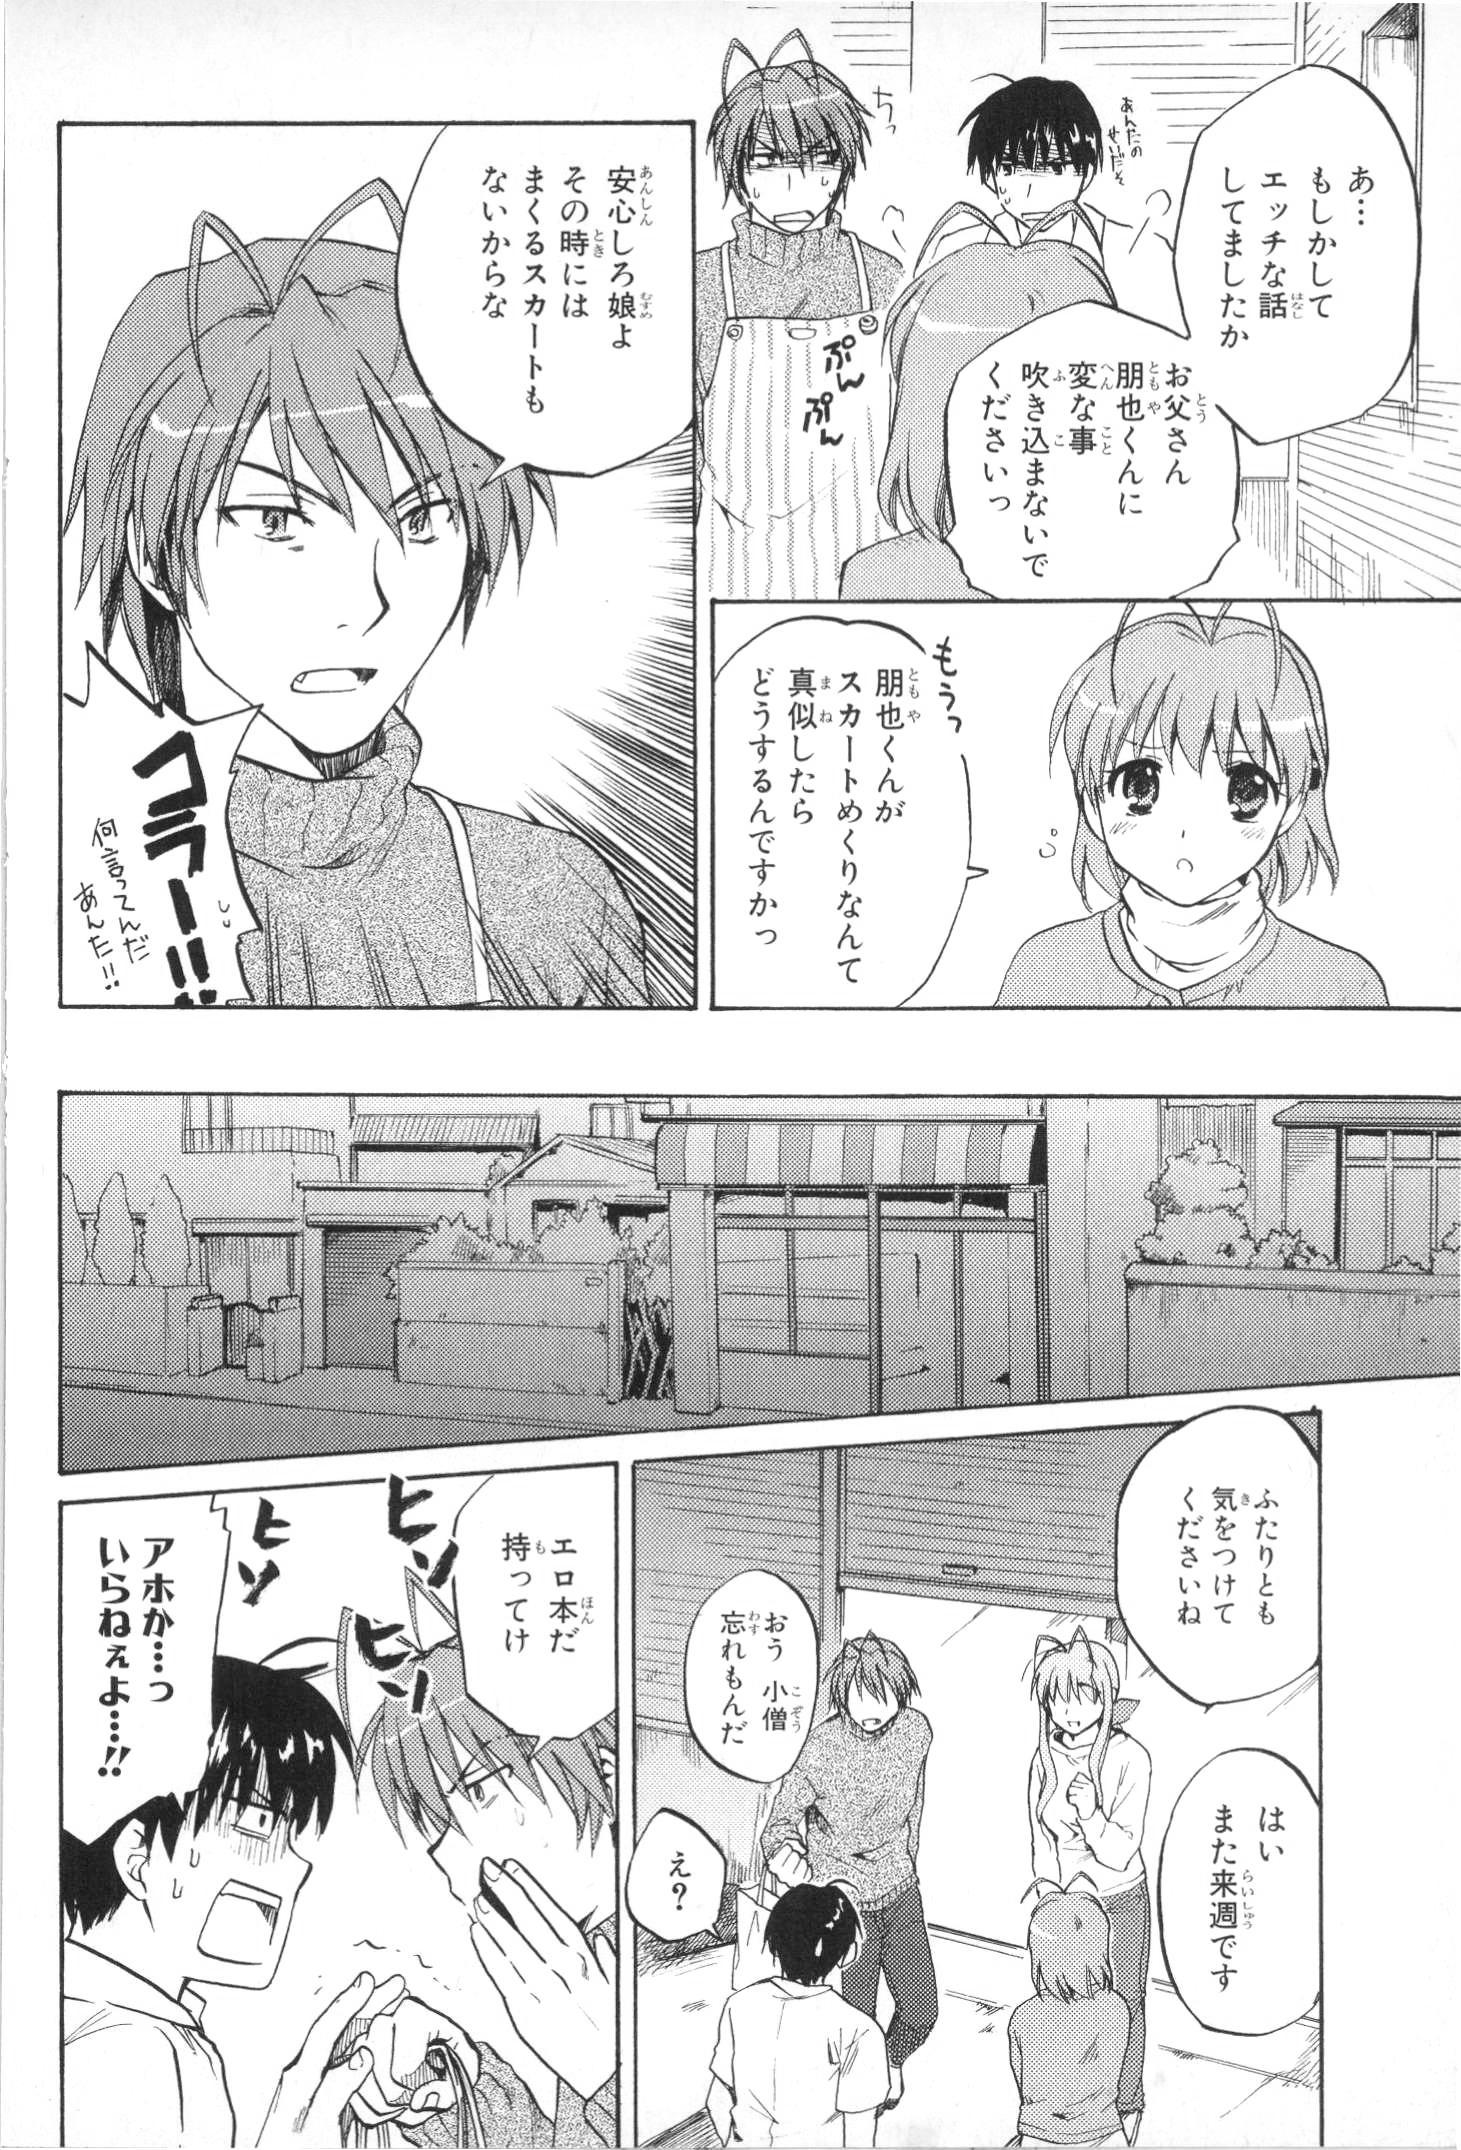 あ…
もしかして
エッチな話
してましたか
お父さん
朋也くんに
変な事
吹き込まないで
くださいっ
あんたの
せいだぞ
ちっ
ぷん
ぷん
もうっ
朋也くんが
スカートめくりなんて
真似したら
どうするんですかっ
安心しろ娘よ
その時には
まくるスカートも
ないからな
コラー!!
何言ってんだ
あんた!!
ふたりとも
気をつけて
くださいね
はい
また来週です
おう 小僧
忘れもんだ
え?
エロ本だ
持ってけ
ヒソ
ヒソ
ヒソ
アホか…っ
いらねぇよ…!!